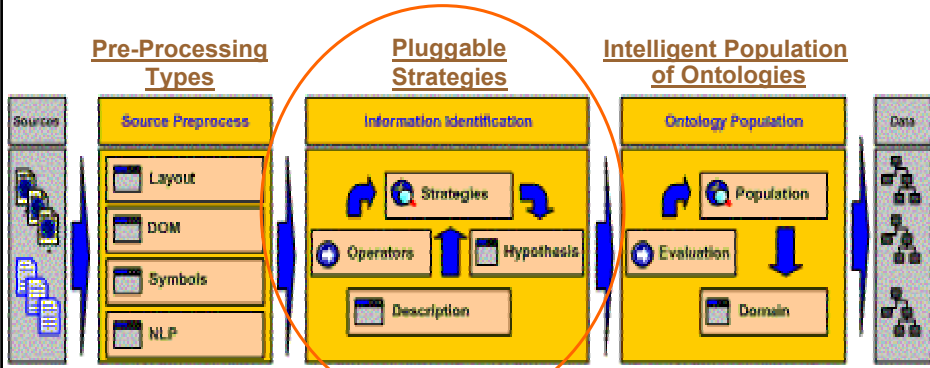 Pre-Processing
Types
Pluggable
Strategies
Intelligent Population
of Ontologies
Sources
Source Preprocess
Information Identification
Ontology Population
Data
Layout
DOM
Symbols
NLP
Strategies
Operators
Hypothesis
Description
Population
Evaluation
Domain